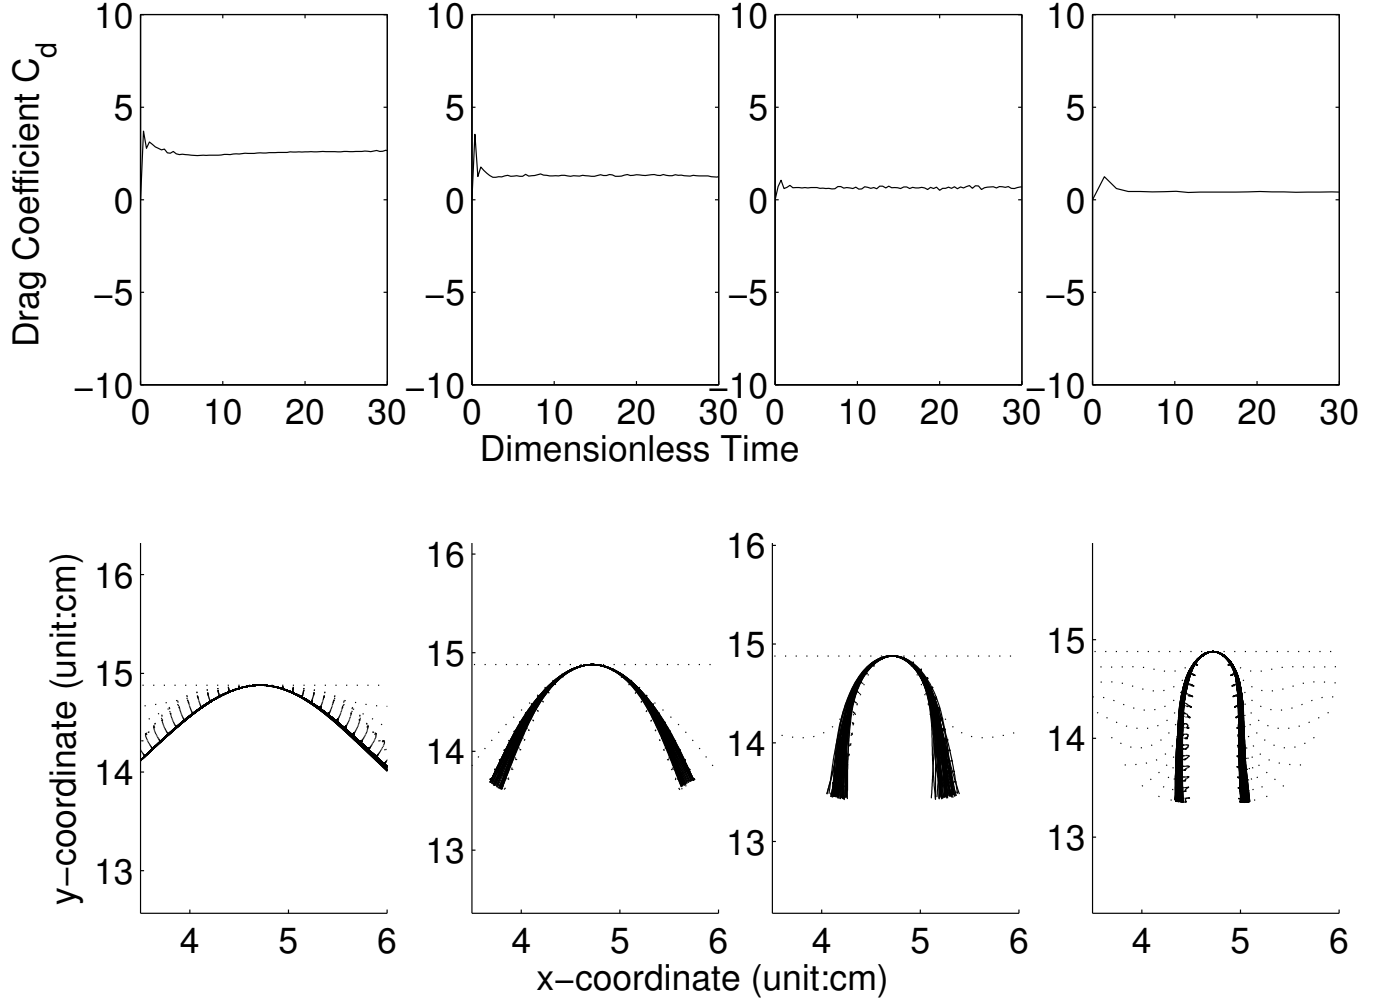 Drag Coefficient C_d
10 10 10 10
5 5 5 5
0 0 0 0
−5 −5 −5 −5
−10 −10 −10 −10
0 10 20 30 0 10 20 30 0 10 20 30 0 10 20 30
Dimensionless Time
y−coordinate (unit:cm)
16 16 16
15 15 15 15
14 14 14 14
13 13 13 13
4 5 6 4 5 6 4 5 6 4 5 6
x−coordinate (unit:cm)